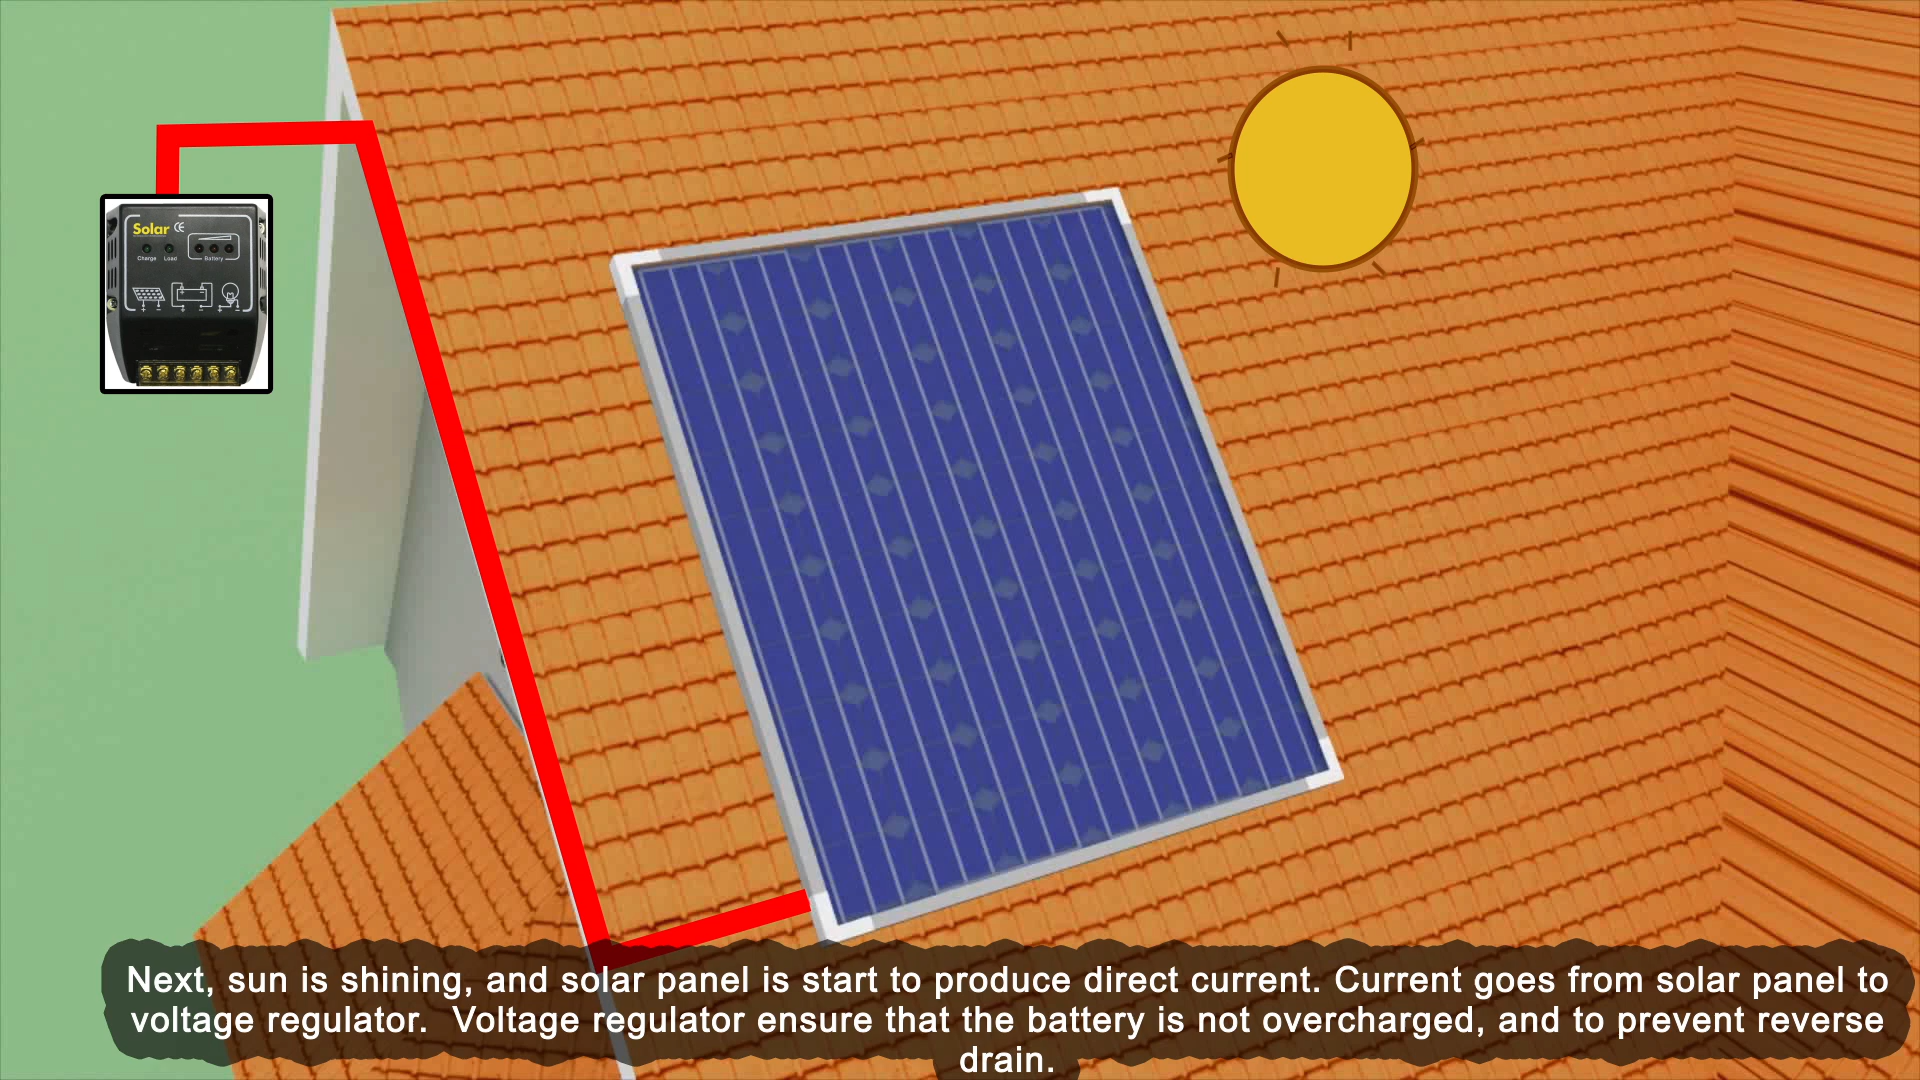 Solar CE
Charge Load Battery
+ - + - + -
Next, sun is shining, and solar panel is start to produce direct current. Current goes from solar panel to
voltage regulator.  Voltage regulator ensure that the battery is not overcharged, and to prevent reverse
drain.